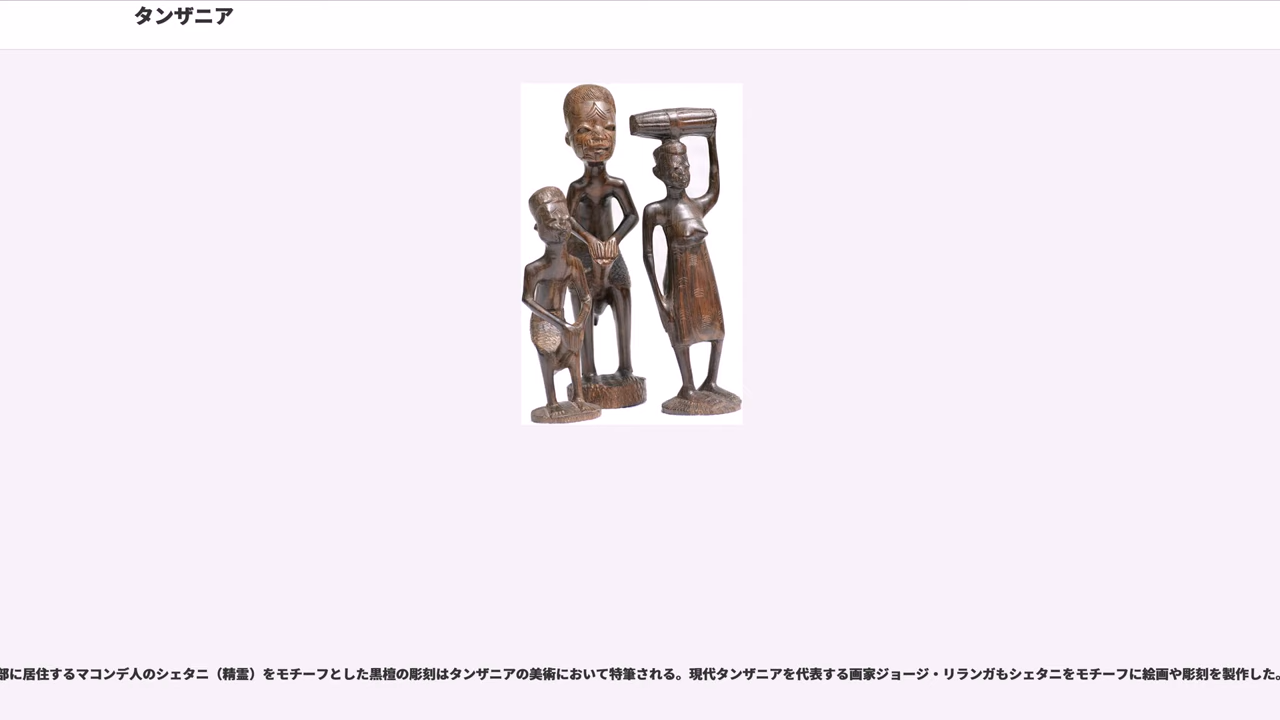 タンザニア
部に居住するマコンデ人のシェタニ（精霊）をモチーフとした黒檀の彫刻はタンザニアの美術において特筆される。現代タンザニアを代表する画家ジョージ・リランガもシェタニをモチーフに絵画や彫刻を製作した。